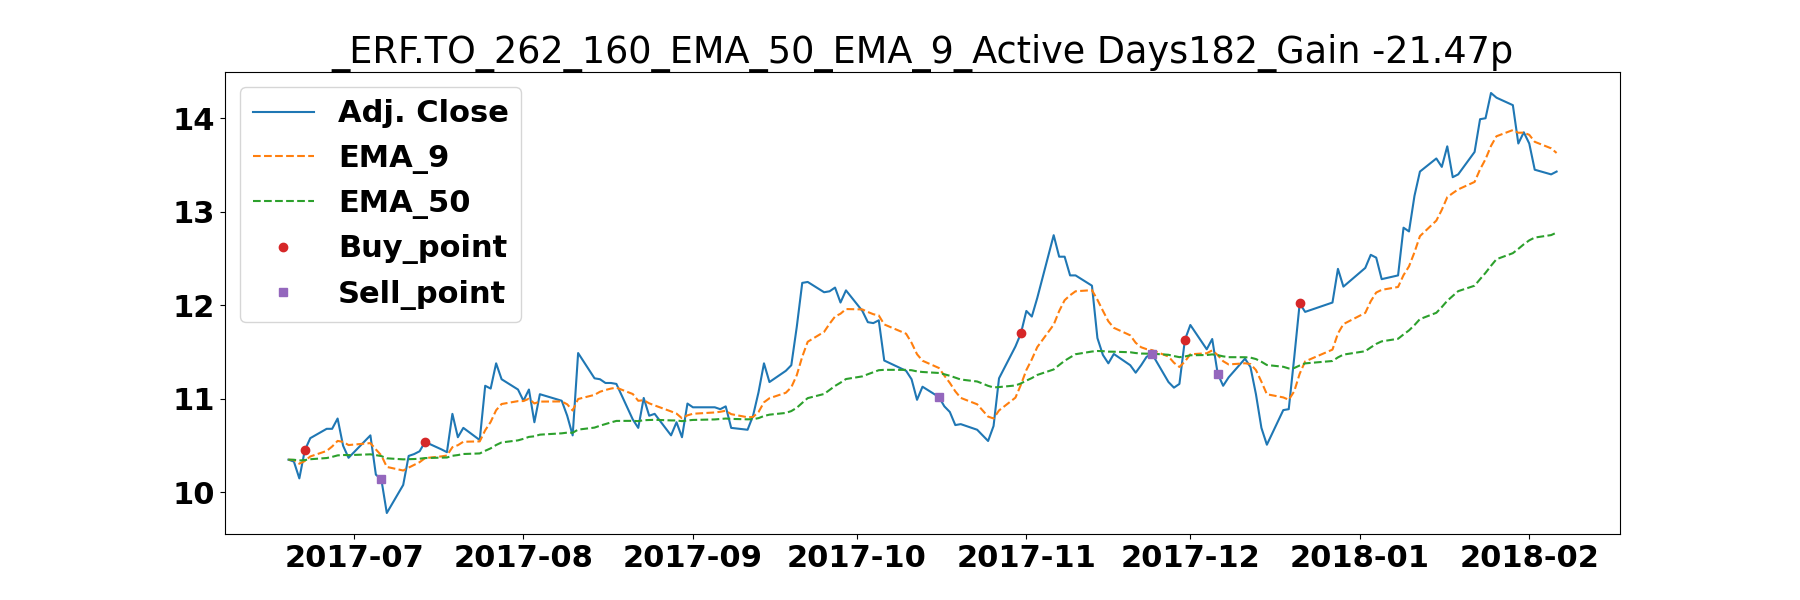 _ERF.TO_262_160_EMA_50_EMA_9_Active Days182_Gain -21.47p
Adj. Close
EMA_9
EMA_50
Buy_point
Sell_point
14
13
12
11
10
2017-07 2017-08 2017-09 2017-10 2017-11 2017-12 2018-01 2018-02